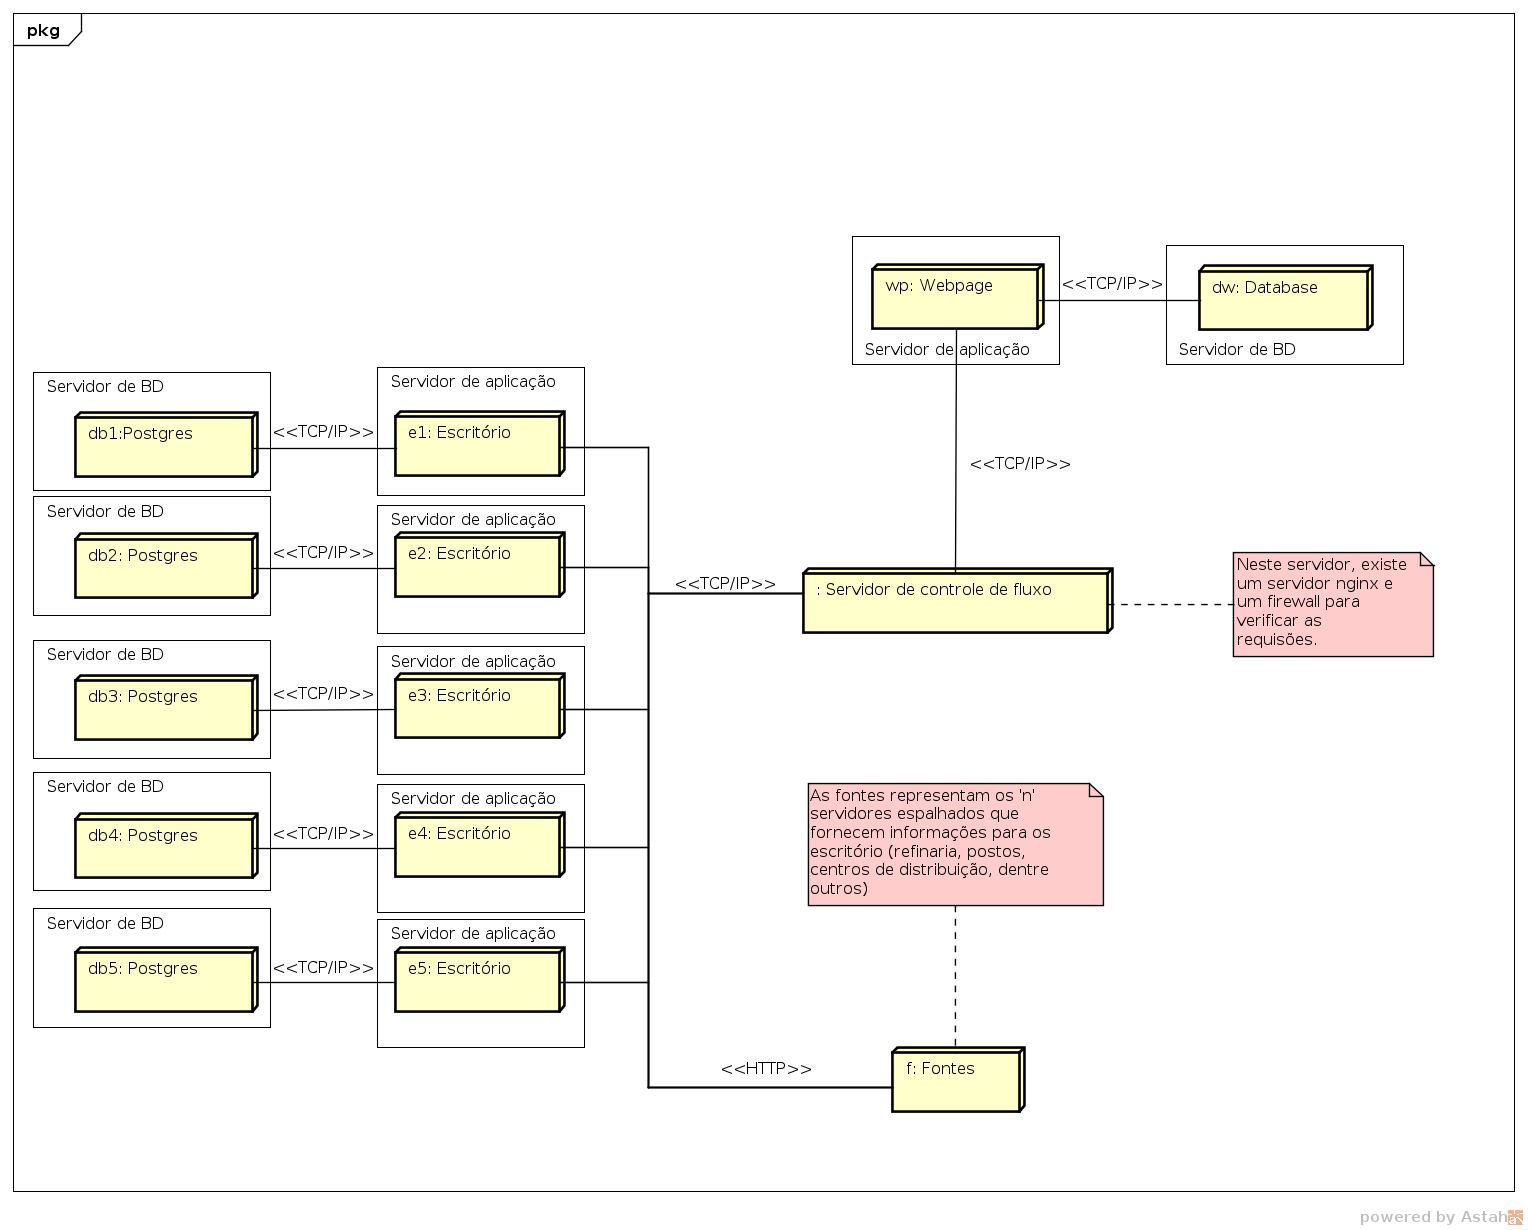 pkg
wp: Webpage
<<TCP/IP>>
dw: Database
Servidor de aplicação
Servidor de BD
Servidor de BD
db1:Postgres
<<TCP/IP>>
Servidor de aplicação
e1: Escritório
<<TCP/IP>>
Servidor de BD
db2: Postgres
<<TCP/IP>>
Servidor de aplicação
e2: Escritório
<<TCP/IP>>
: Servidor de controle de fluxo
Neste servidor, existe
um servidor nginx e
um firewall para
verificar as
requisões.
Servidor de BD
db3: Postgres
<<TCP/IP>>
Servidor de aplicação
e3: Escritório
Servidor de BD
db4: Postgres
<<TCP/IP>>
Servidor de aplicação
e4: Escritório
As fontes representam os 'n'
servidores espalhados que
fornecem informações para os
escritório (refinaria, postos,
centros de distribuição, dentre
outros)
Servidor de BD
db5: Postgres
<<TCP/IP>>
Servidor de aplicação
e5: Escritório
<<HTTP>>
f: Fontes
powered by Astah